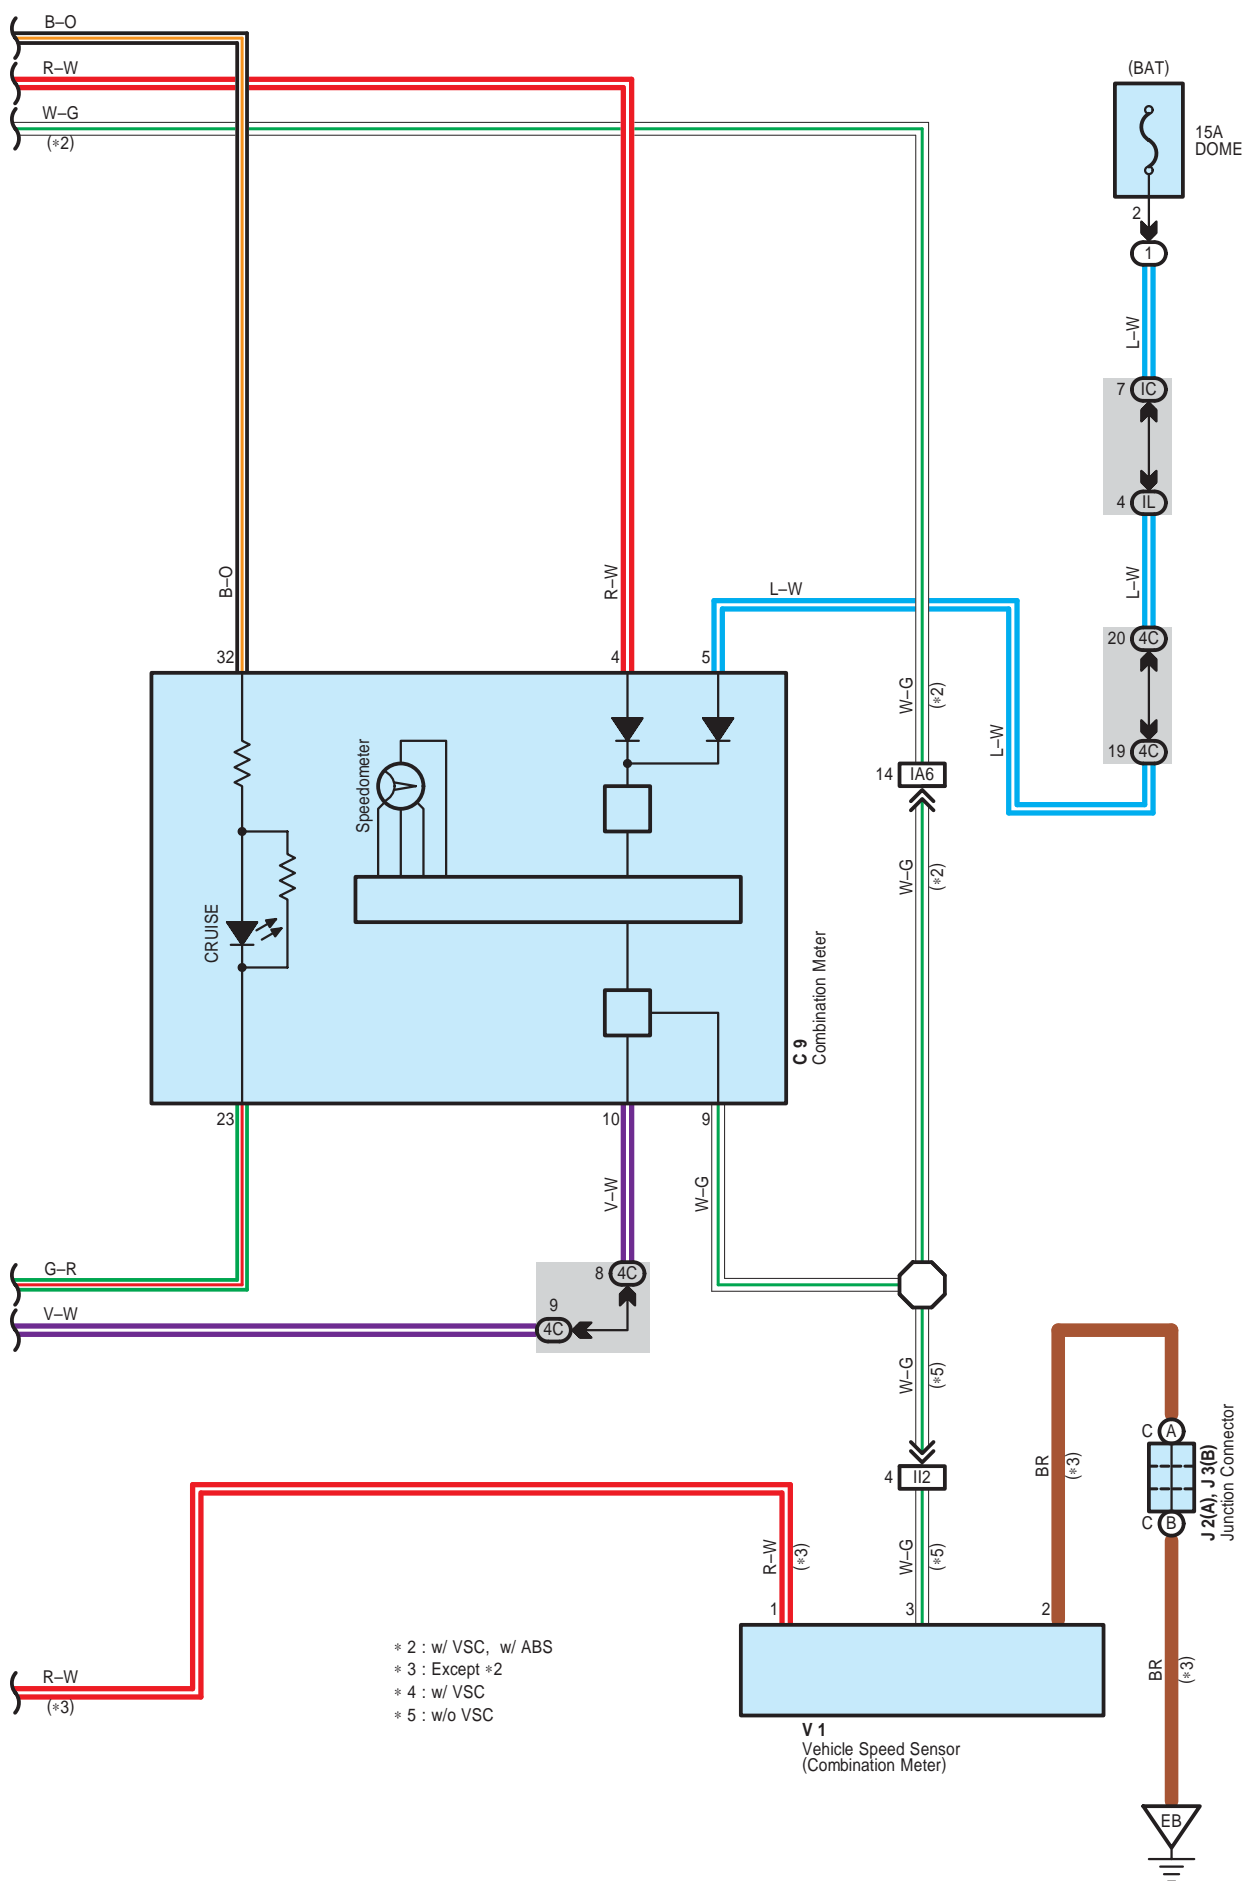 B–O
R–W
W–G
(*2)
(BAT)
15A
DOME
2
1
L–W
7 IC
4 IL
L–W
20 4C
19 4C
L–W
L–W
B–O
R–W
32
4
5
W–G
(*2)
14 IA6
W–G
(*2)
Speedometer
CRUISE
C 9
Combination Meter
23
10
9
V–W
W–G
G–R
V–W
8 4C
9
4C
W–G
(*5)
4 II2
W–G
(*5)
BR
(*3)
C A
C B
J 2(A), J 3(B)
Junction Connector
R–W
(*3)
1
3
2
R–W
(*3)
* 2 : w/ VSC, w/ ABS
* 3 : Except *2
* 4 : w/ VSC
* 5 : w/o VSC
V 1
Vehicle Speed Sensor
(Combination Meter)
BR
(*3)
EB